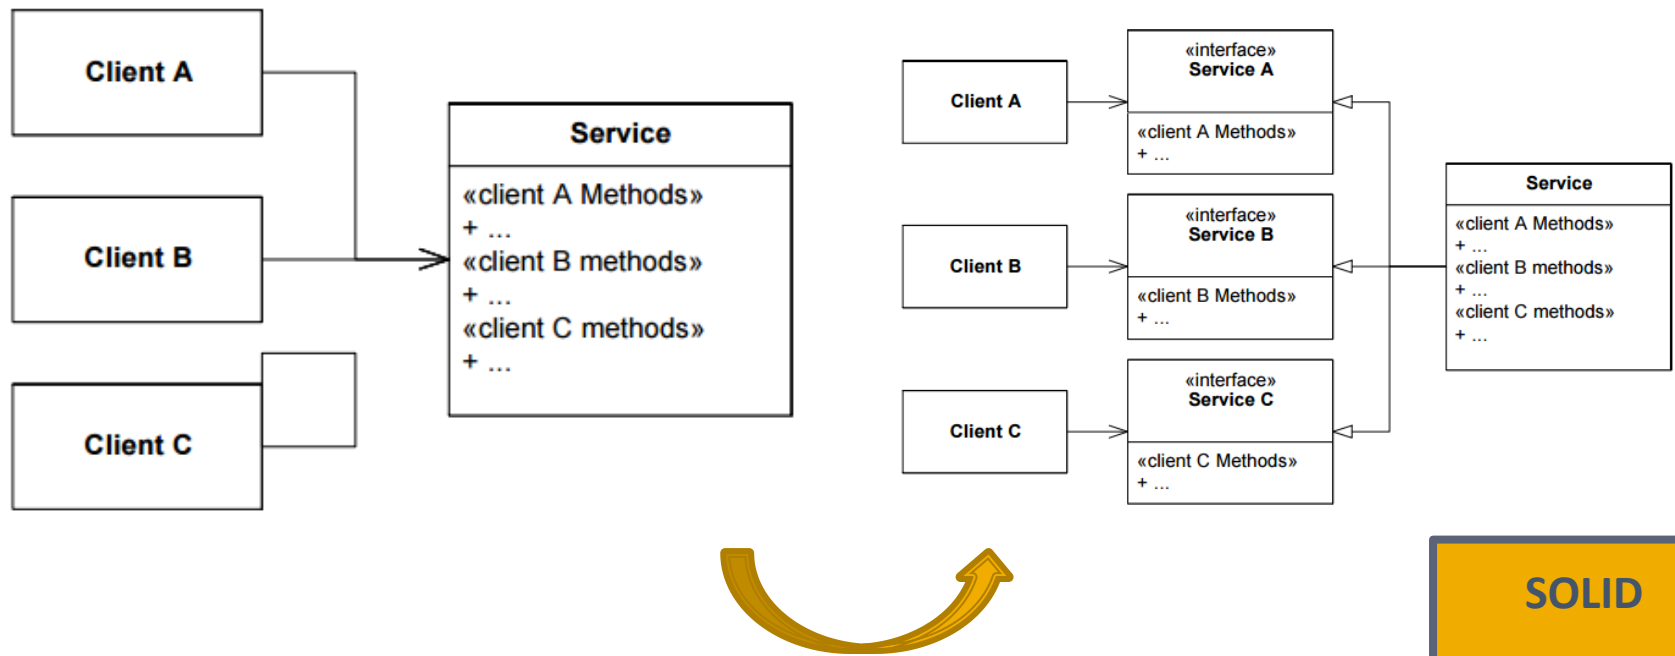 Client A
Client B
Client C
Service
«client A Methods»
+ ...
«client B methods»
+ ...
«client C methods»
+ ...
Client A
Client B
Client C
«interface»
Service A
«client A Methods»
+ ...
«interface»
Service B
«client B Methods»
+ ...
«interface»
Service C
«client C Methods»
+ ...
Service
«client A Methods»
+ ...
«client B methods»
+ ...
«client C methods»
+ ...
SOLID